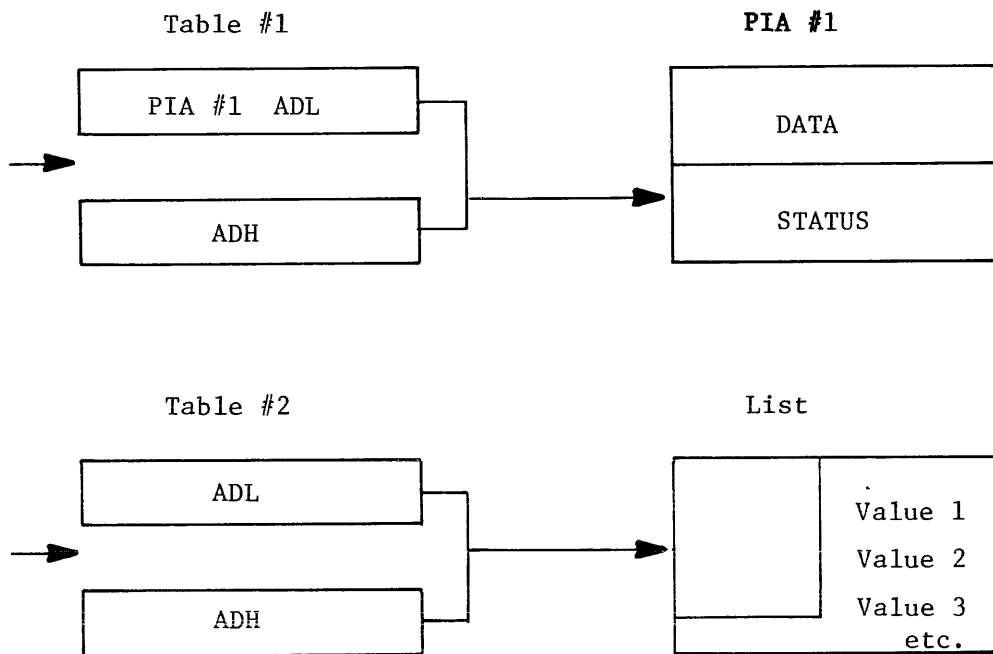 Table #1
PIA #1
PIA #1 ADL
DATA
ADH
STATUS
Table #2
List
ADL
Value 1
Value 2
ADH
Value 3
etc.